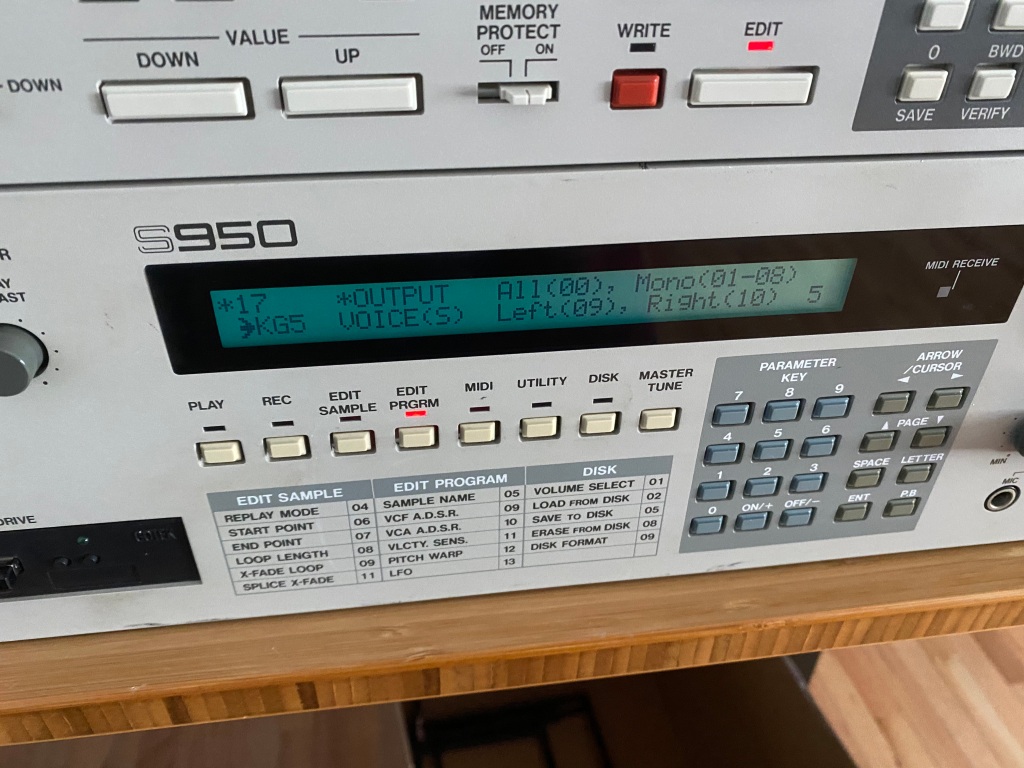 MEMORY
PROTECT
OFF ON
VALUE
DOWN UP
DOWN
WRITE EDIT
0 BWD
SAVE VERIFY
S950
MIDI RECEIVE
*17 *OUTPUT All(00), Mono(01-08)
KG5 VOICE(S) Left(09), Right(10) 5
PLAY REC EDIT SAMPLE EDIT PRGRM MIDI UTILITY DISK MASTER TUNE
PARAMETER
KEY
ARROW
/CURSOR
7 8 9
PAGE
4 5 6
SPACE LETTER
1 2 3
ENT P.B
0 ON/+ OFF/−
MIN
MIC
EDIT SAMPLE
REPLAY MODE 04
START POINT 06
END POINT 07
LOOP LENGTH 08
X-FADE LOOP 09
SPLICE X-FADE 11
EDIT PROGRAM
SAMPLE NAME 05
VCF A.D.S.R. 09
VCA A.D.S.R. 10
VLCTY. SENS. 11
PITCH WARP 12
LFO 13
DISK
VOLUME SELECT 01
LOAD FROM DISK 02
SAVE TO DISK 05
ERASE FROM DISK 08
DISK FORMAT 09